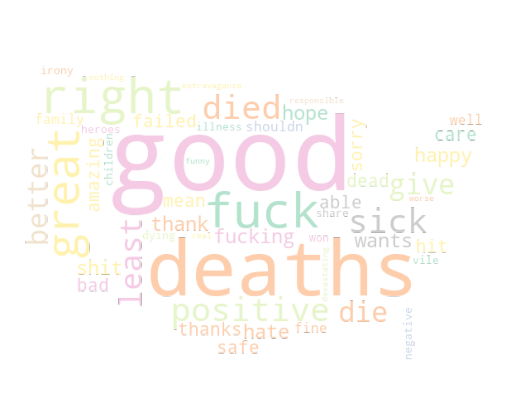 irony
nothing
extravagance
right
died
responsible
hope
family
failed
well
heroes
illness
shouldn
care
good
great
better
amazing
children
funny
sorry
happy
dead
give
mean
able
worse
fuck
share
sick
thank
least
dying
fucking
won
wants
hit
shit
deaths
vile
bad
devastating
positive
die
negative
thanks
hate
fine
safe